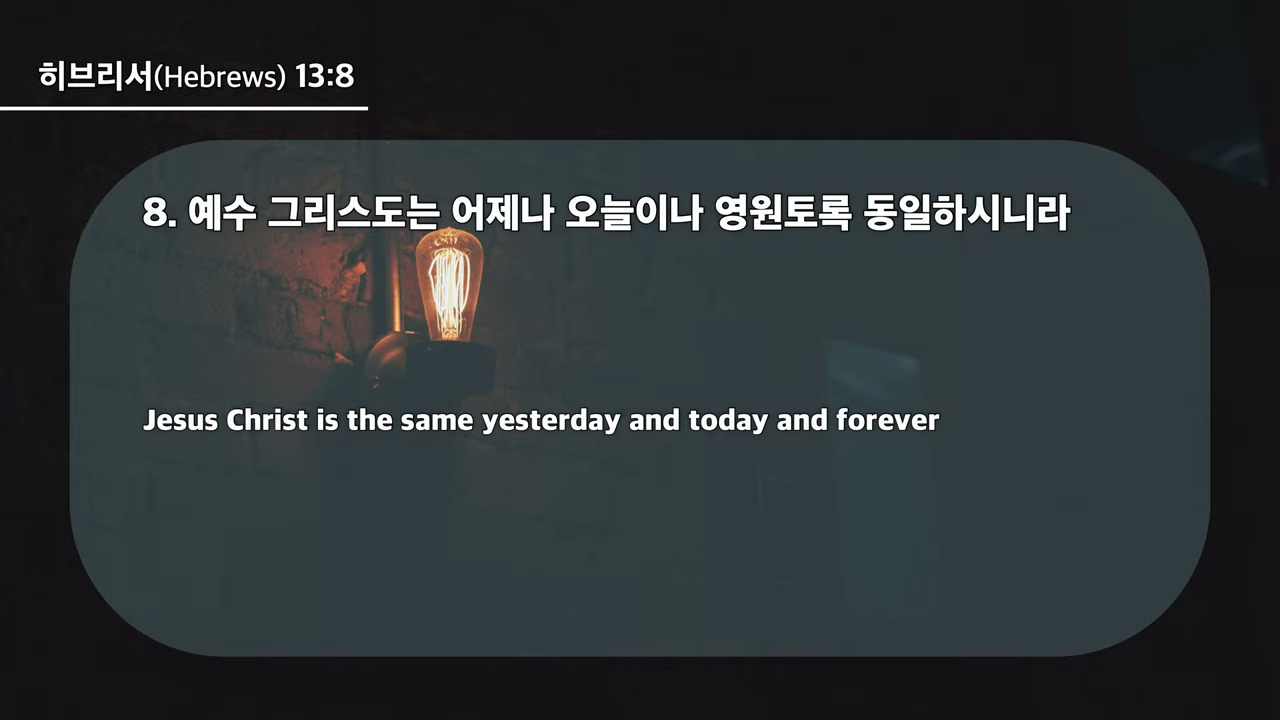 히브리서(Hebrews) 13:8
8. 예수 그리스도는 어제나 오늘이나 영원토록 동일하시니라
Jesus Christ is the same yesterday and today and forever